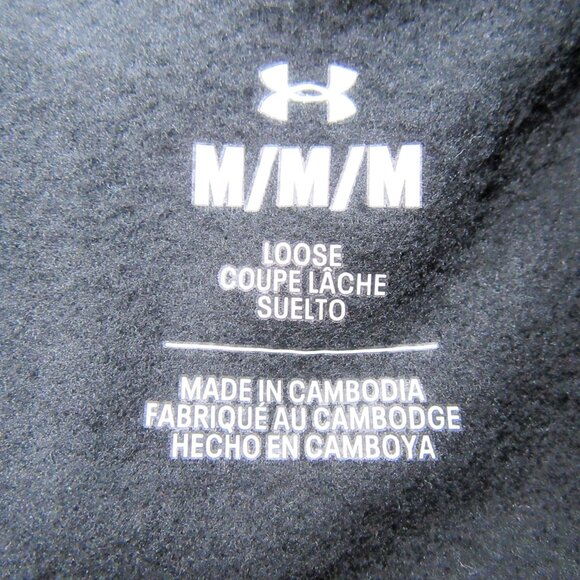 M/M/M
LOOSE
COUPE LÂCHE
SUELTO
MADE IN CAMBODIA
FABRIQUÉ AU CAMBODGE
HECHO EN CAMBOYA